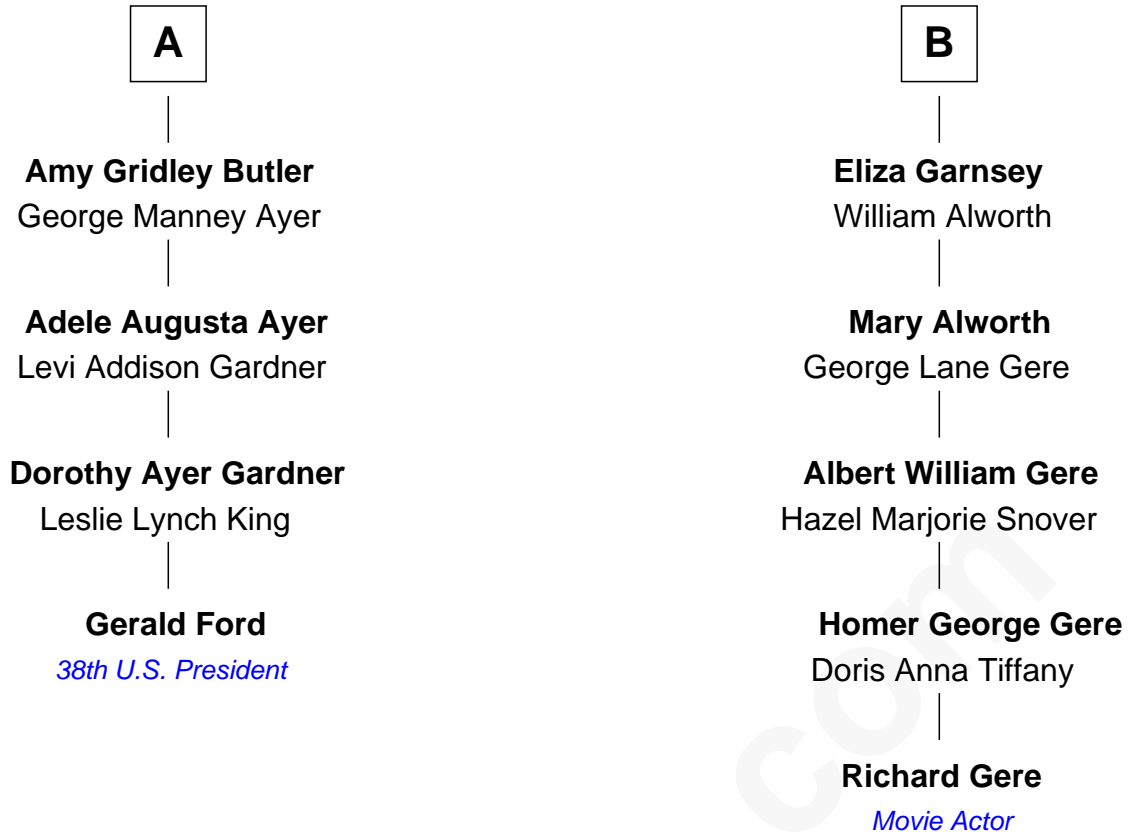 A
Amy Gridley Butler
George Manney Ayer
Adele Augusta Ayer
Levi Addison Gardner
Dorothy Ayer Gardner
Leslie Lynch King
Gerald Ford
38th U.S. President
B
Eliza Garnsey
William Alworth
Mary Alworth
George Lane Gere
Albert William Gere
Hazel Marjorie Snover
Homer George Gere
Doris Anna Tiffany
Richard Gere
Movie Actor
com